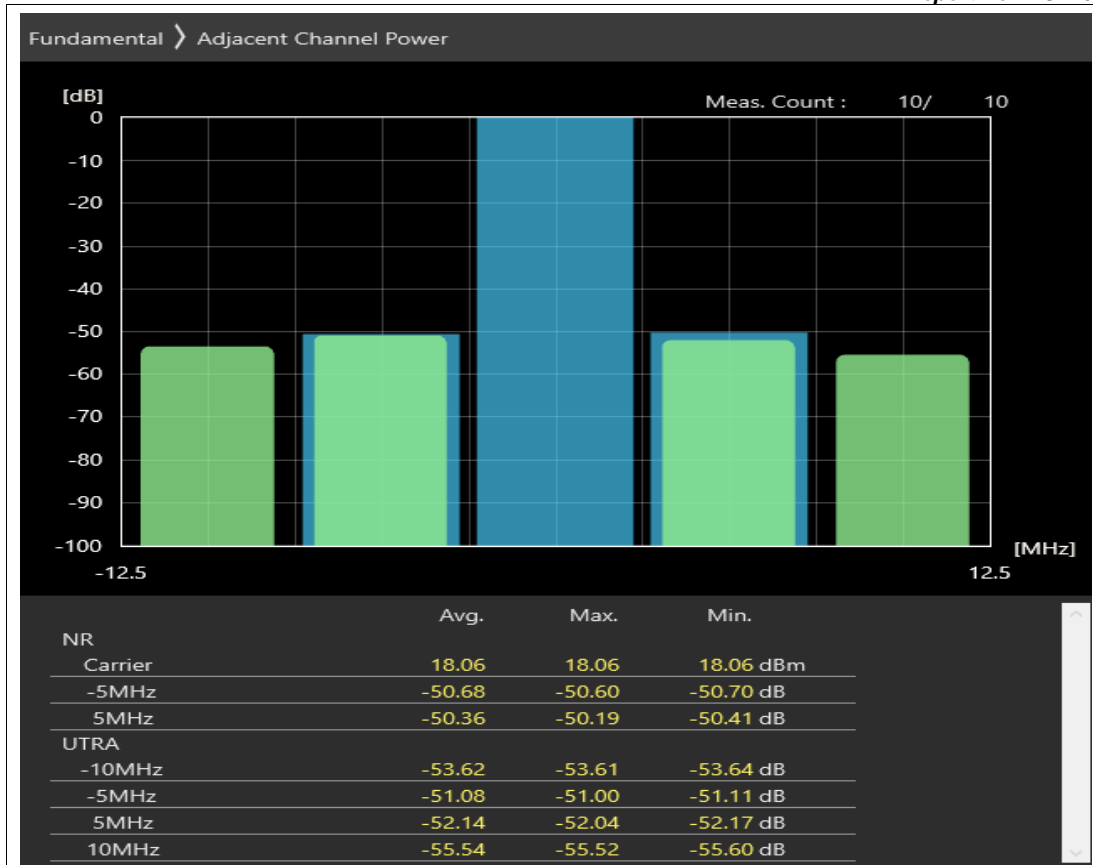 Fundamental 〉 Adjacent Channel Power
[dB]
Meas. Count : 10/ 10
0
-10
-20
-30
-40
-50
-60
-70
-80
-90
-100
[MHz]
-12.5 12.5
Avg. Max. Min.
NR
Carrier 18.06 18.06 18.06 dBm
-5MHz -50.68 -50.60 -50.70 dB
5MHz -50.36 -50.19 -50.41 dB
UTRA
-10MHz -53.62 -53.61 -53.64 dB
-5MHz -51.08 -51.00 -51.11 dB
5MHz -52.14 -52.04 -52.17 dB
10MHz -55.54 -55.52 -55.60 dB